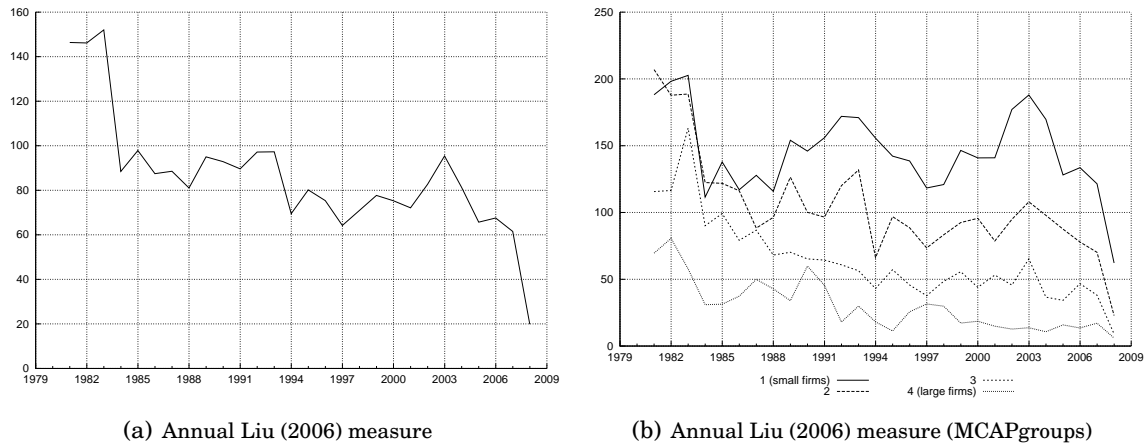 160
140
120
100
80
60
40
20
0
1979 1982 1985 1988 1991 1994 1997 2000 2003 2006 2009
(a) Annual Liu (2006) measure
250
200
150
100
50
0
1979 1982 1985 1988 1991 1994 1997 2000 2003 2006 2009
1 (small firms) 3
2 4 (large firms)
(b) Annual Liu (2006) measure (MCAPgroups)